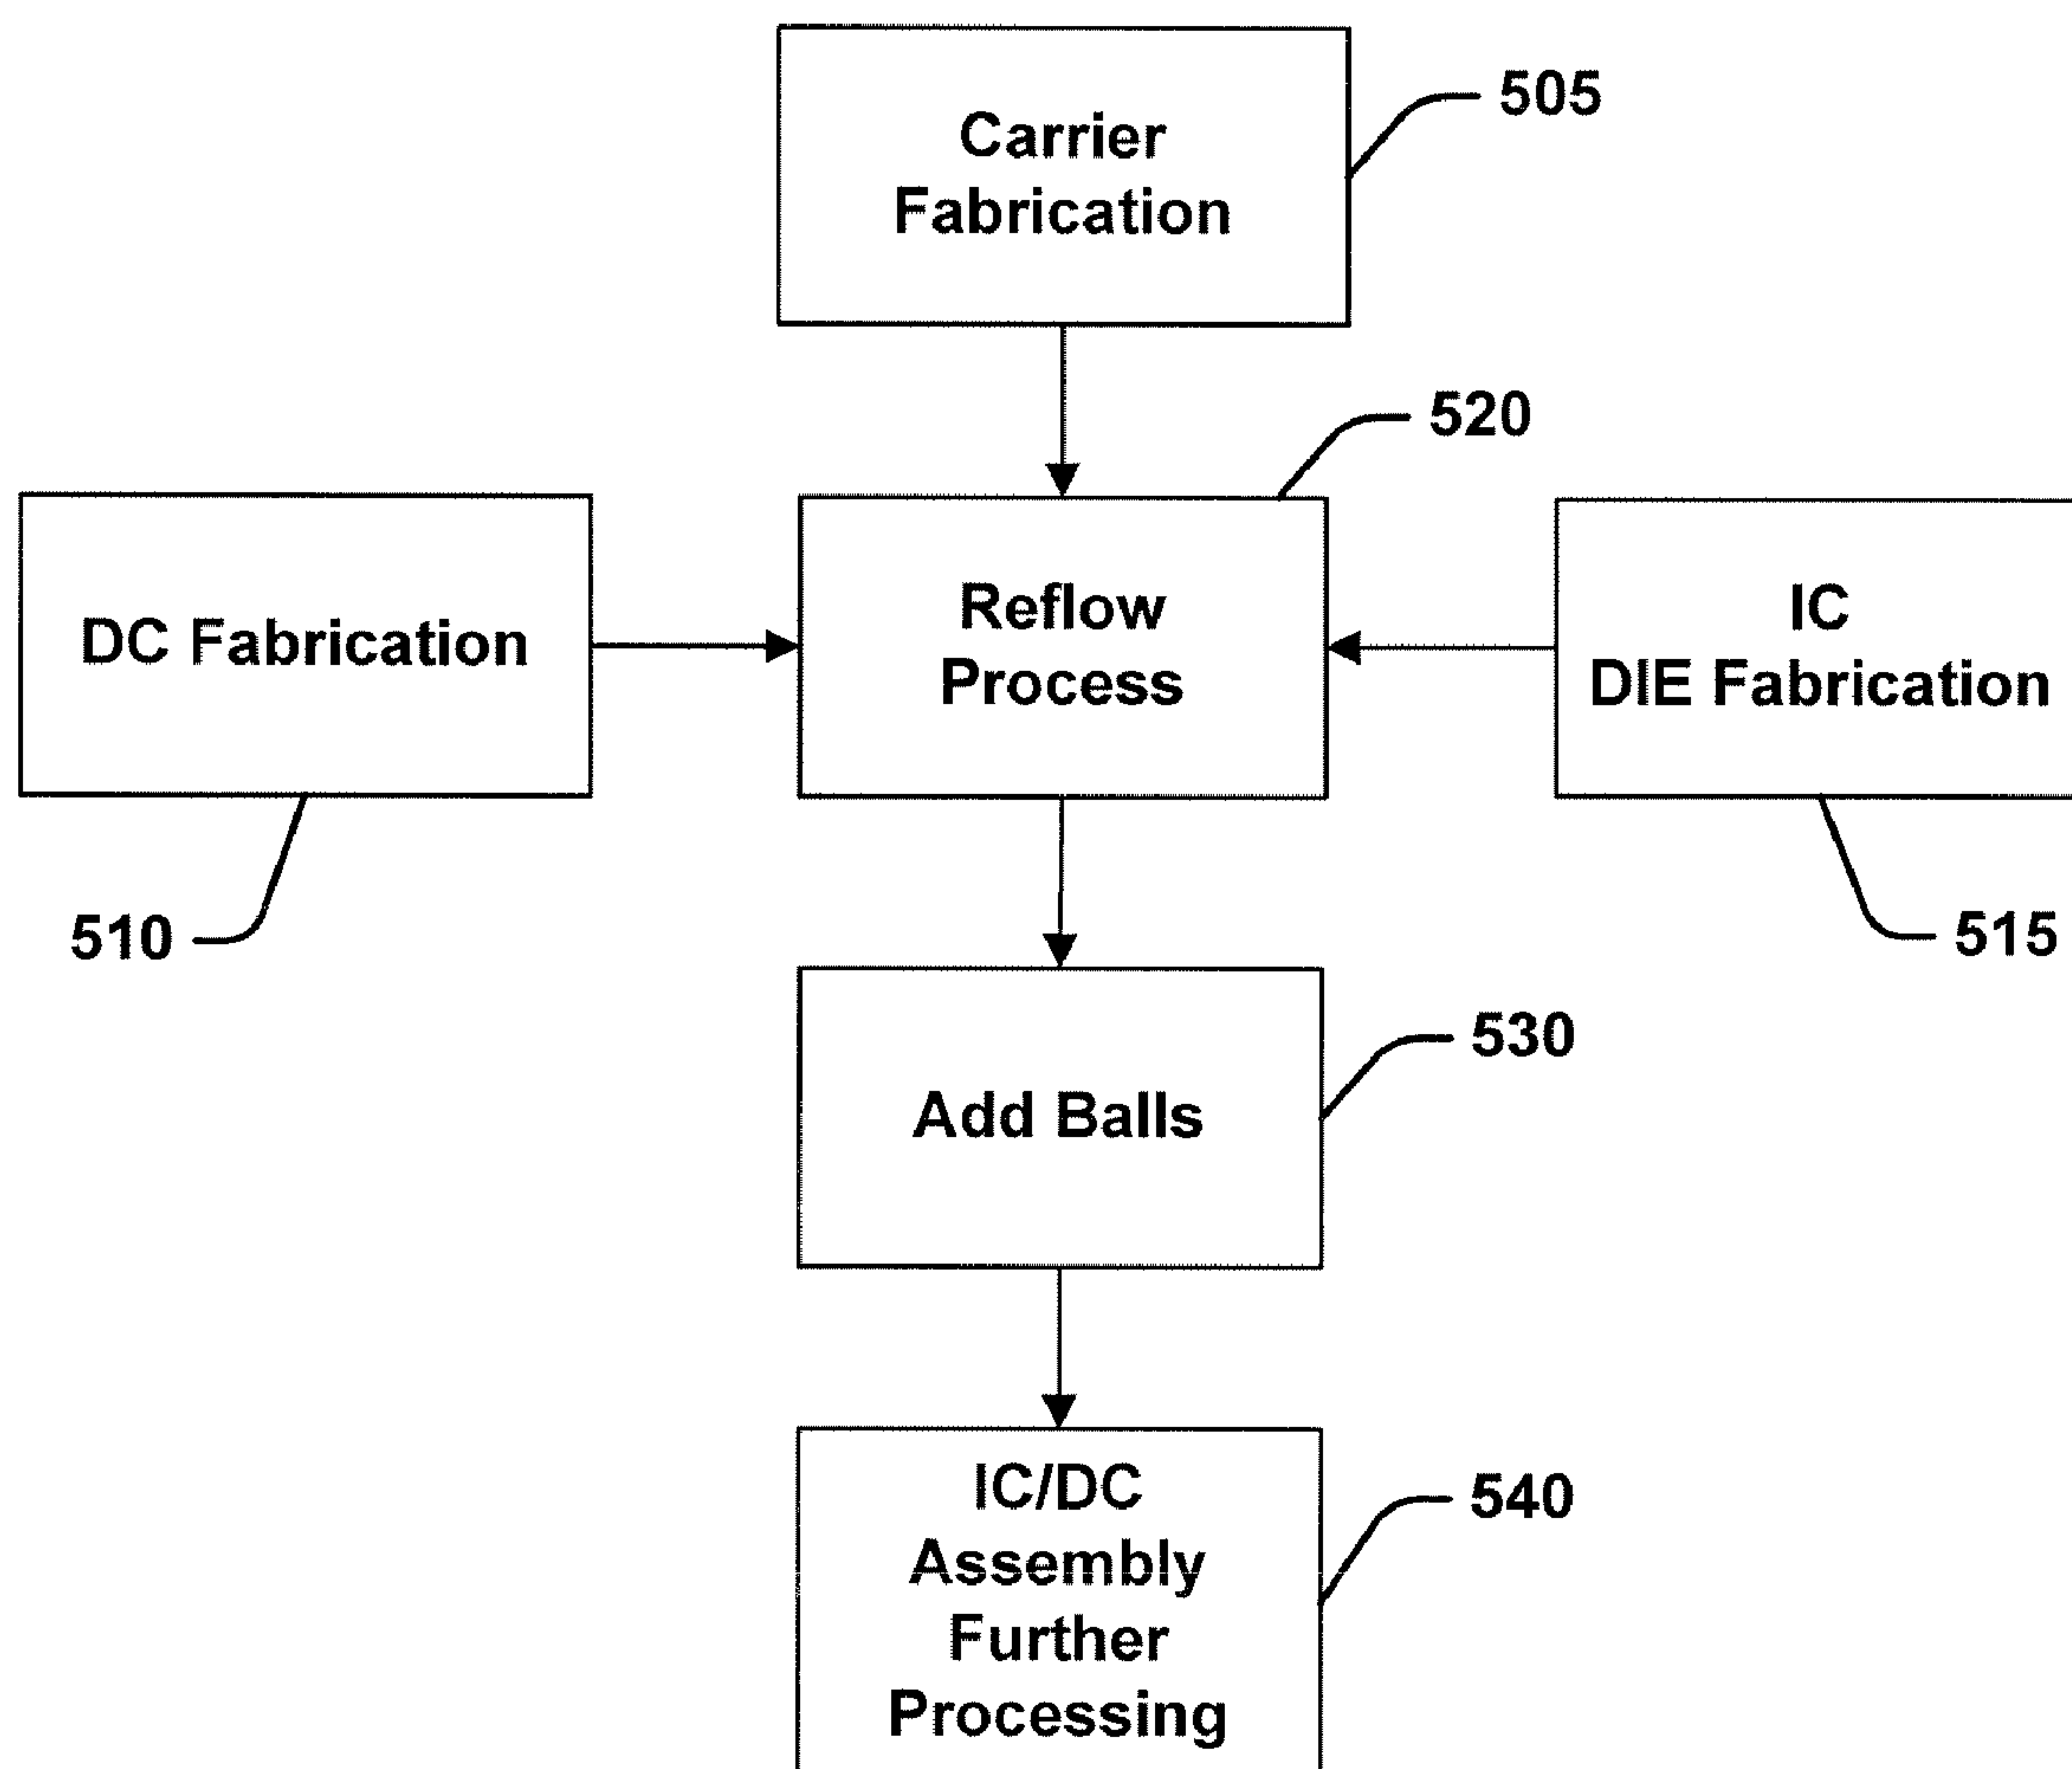 Carrier
Fabrication
505
520
DC Fabrication
Reflow
Process
IC
DIE Fabrication
510
515
530
Add Balls
540
IC/DC
Assembly
Further
Processing